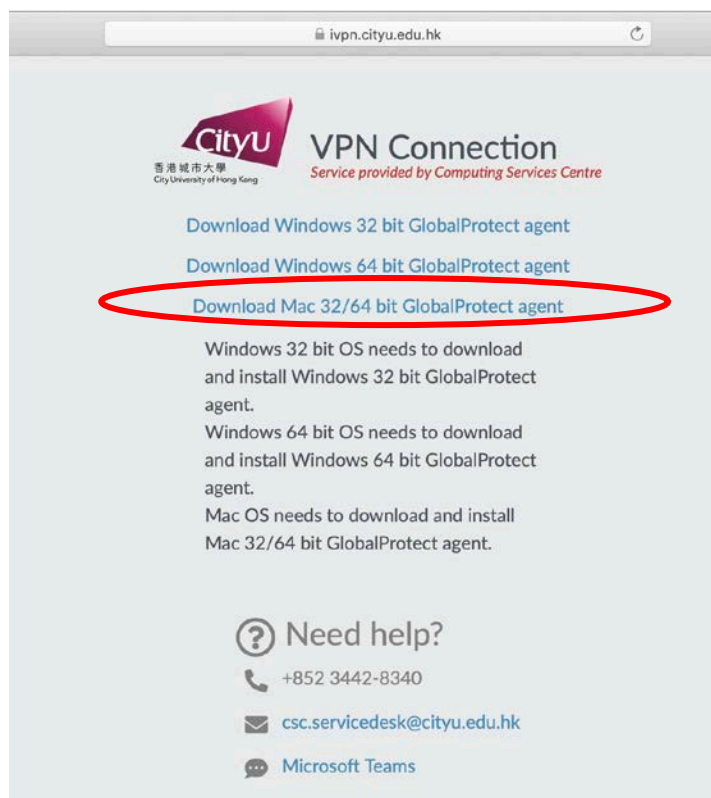 ivpn.cityu.edu.hk
CityU
香港城市大學
City University of Hong Kong
VPN Connection
Service provided by Computing Services Centre
Download Windows 32 bit GlobalProtect agent
Download Windows 64 bit GlobalProtect agent
Download Mac 32/64 bit GlobalProtect agent
Windows 32 bit OS needs to download
and install Windows 32 bit GlobalProtect
agent.
Windows 64 bit OS needs to download
and install Windows 64 bit GlobalProtect
agent.
Mac OS needs to download and install
Mac 32/64 bit GlobalProtect agent.
? Need help?
+852 3442-8340
csc.servicedesk@cityu.edu.hk
Microsoft Teams